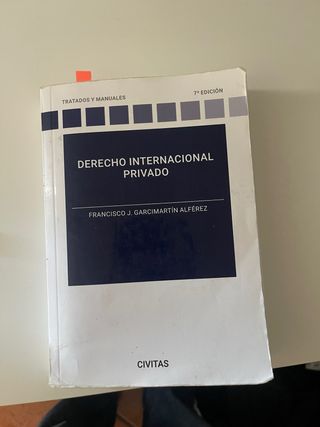 TRATADOS Y MANUALES
7ª EDICIÓN
DERECHO INTERNACIONAL
PRIVADO
FRANCISCO J. GARCIMARTÍN ALFÉREZ
CIVITAS